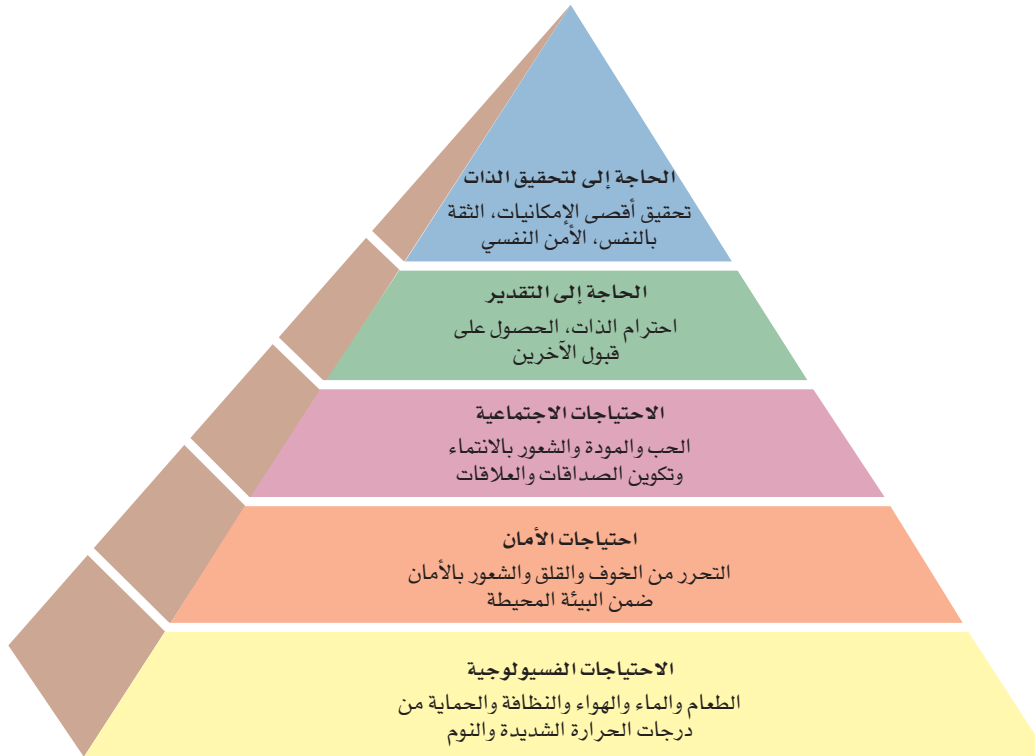 الحاجة إلى لتحقيق الذات
تحقيق أقصى الإمكانيات، الثقة
بالنفس، الأمن النفسي
الحاجة إلى التقدير
احترام الذات، الحصول على
قبول الآخرين
الاحتياجات الاجتماعية
الحب والمودة والشعور بالانتماء
وتكوين الصداقات والعلاقات
احتياجات الأمان
التحرر من الخوف والقلق والشعور بالأمان
ضمن البيئة المحيطة
الاحتياجات الفسيولوجية
الطعام والماء والهواء والنظافة والحماية من
درجات الحرارة الشديدة والنوم